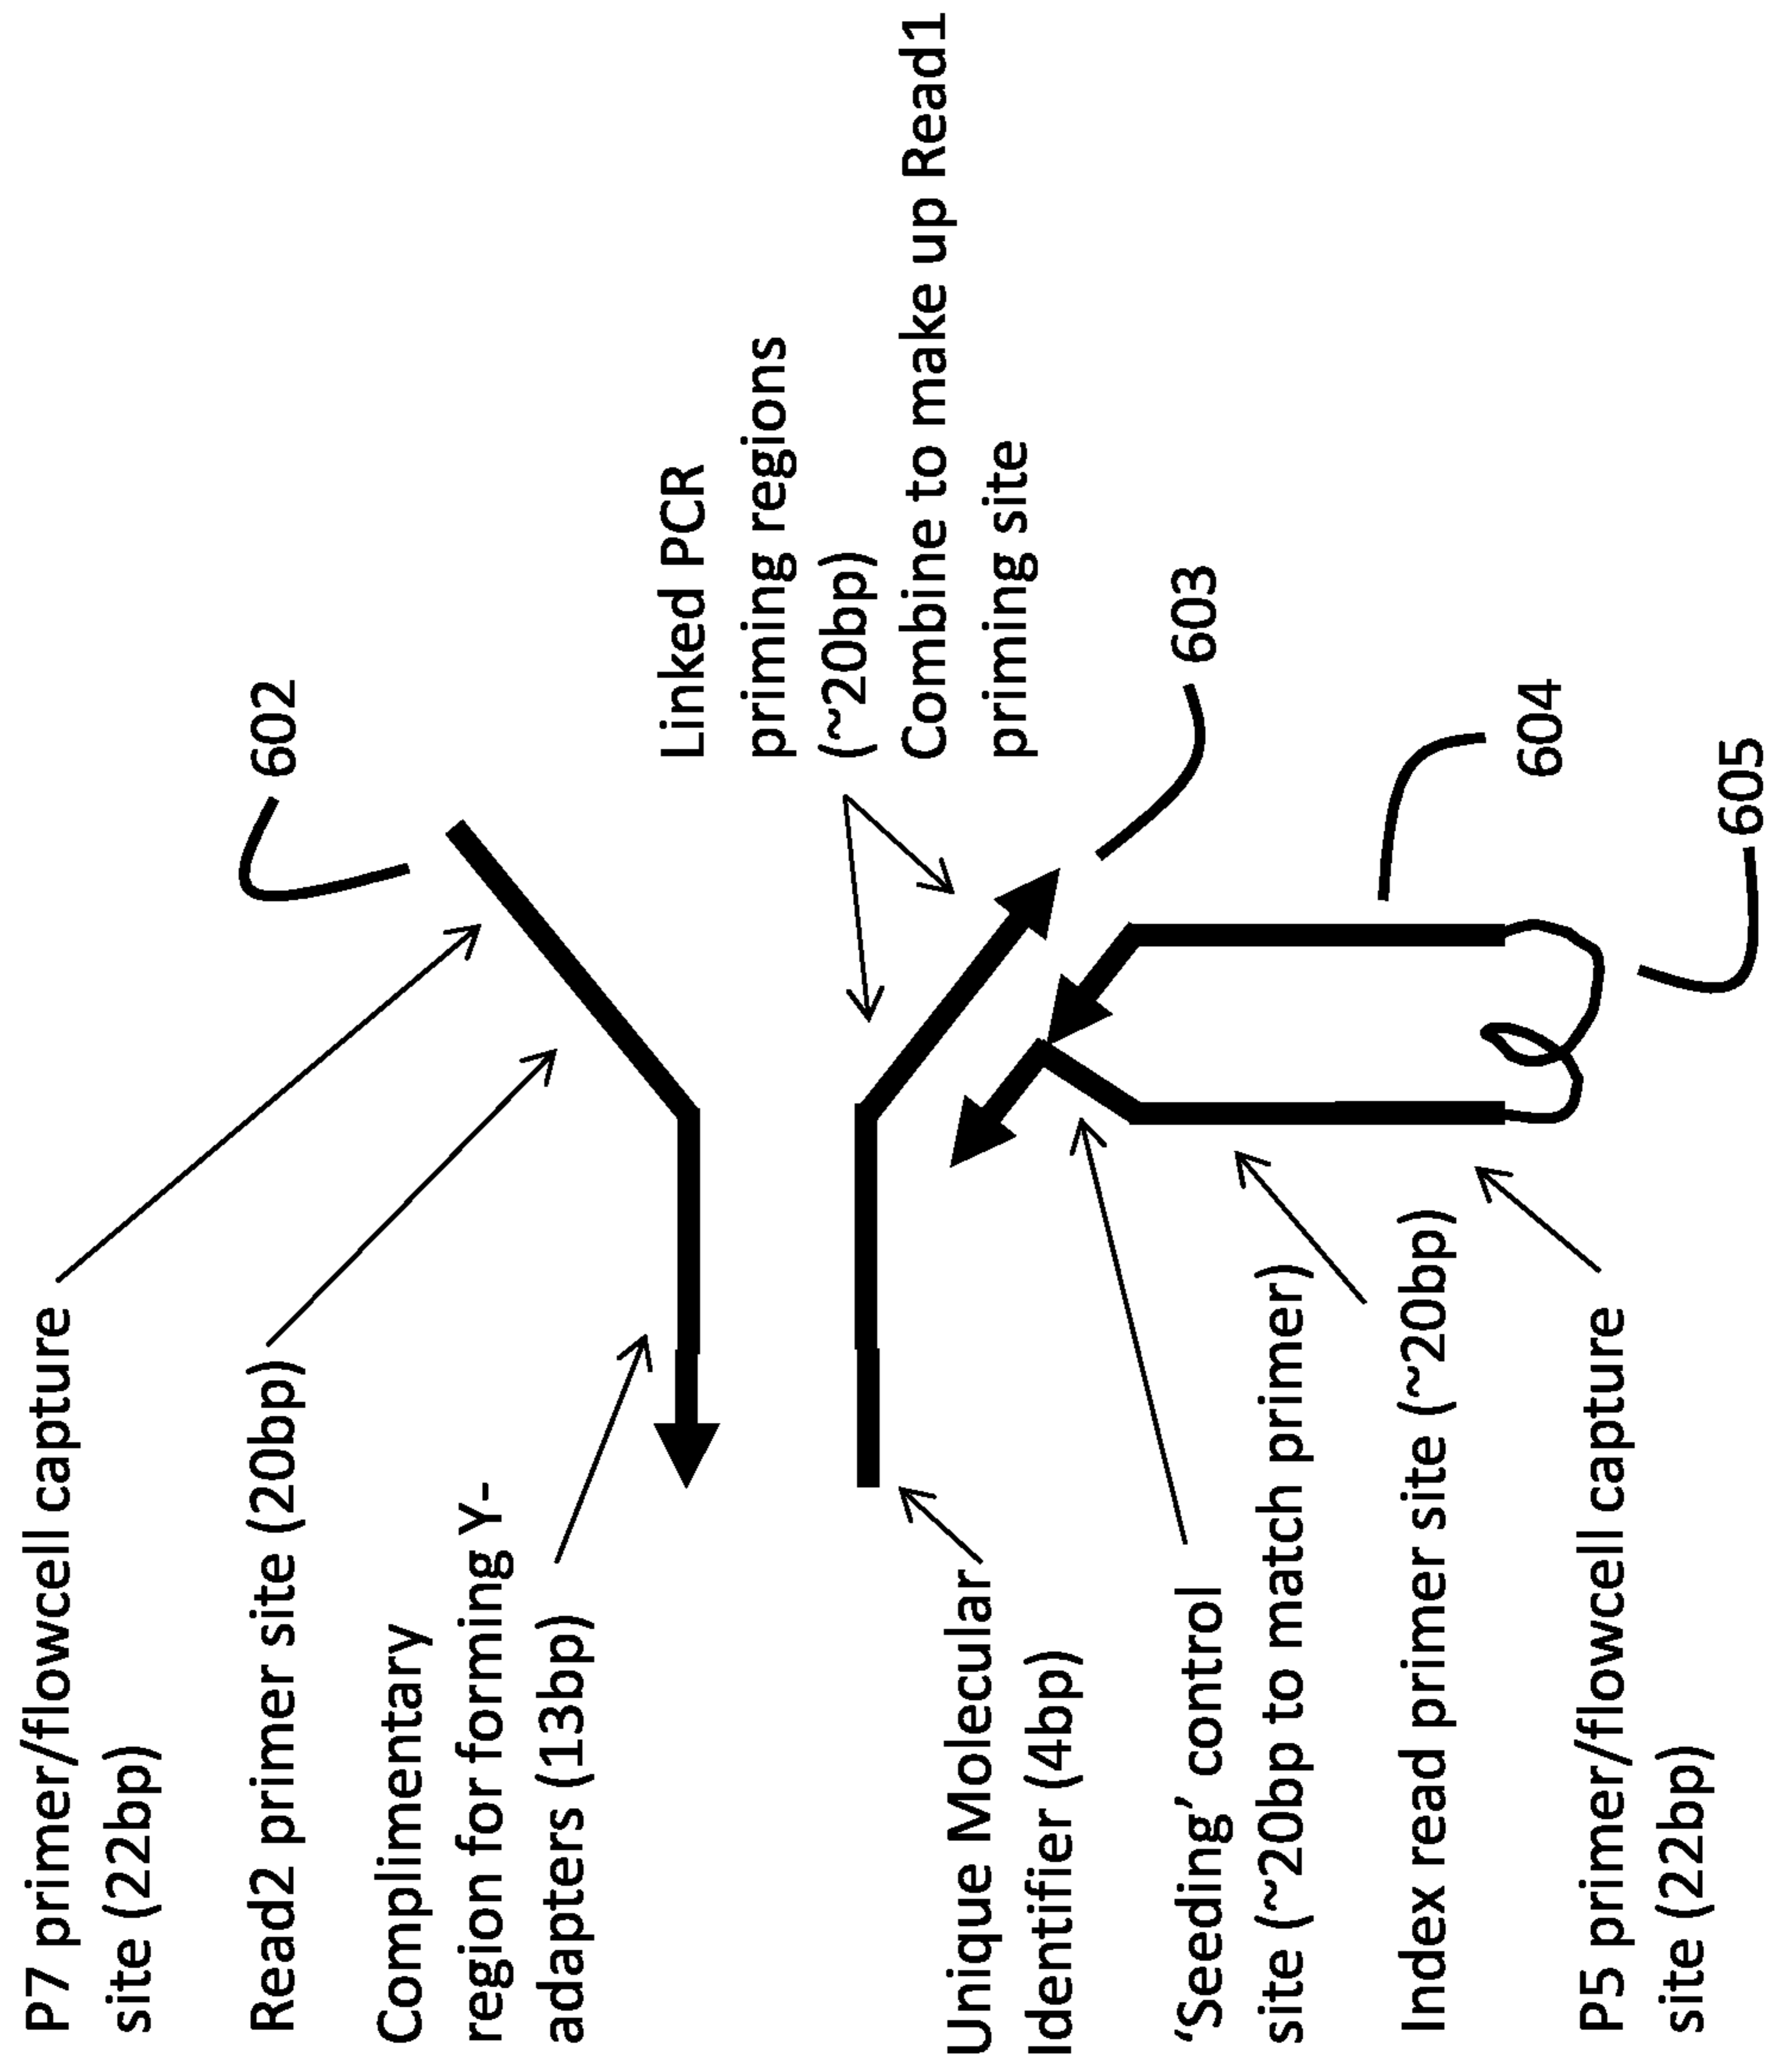 P7 primer/flowcell capture
site (22bp)
Read2 primer site (20bp)
Complimentary
region for forming Y-
adapters (13bp)
Unique Molecular
Identifier (4bp)
‘Seeding’ control
site (~20bp to match primer)
Index read primer site (~20bp)
P5 primer/flowcell capture
site (22bp)
602
Linked PCR
priming regions
(~20bp)
Combine to make up Read1
priming site
603
604
605